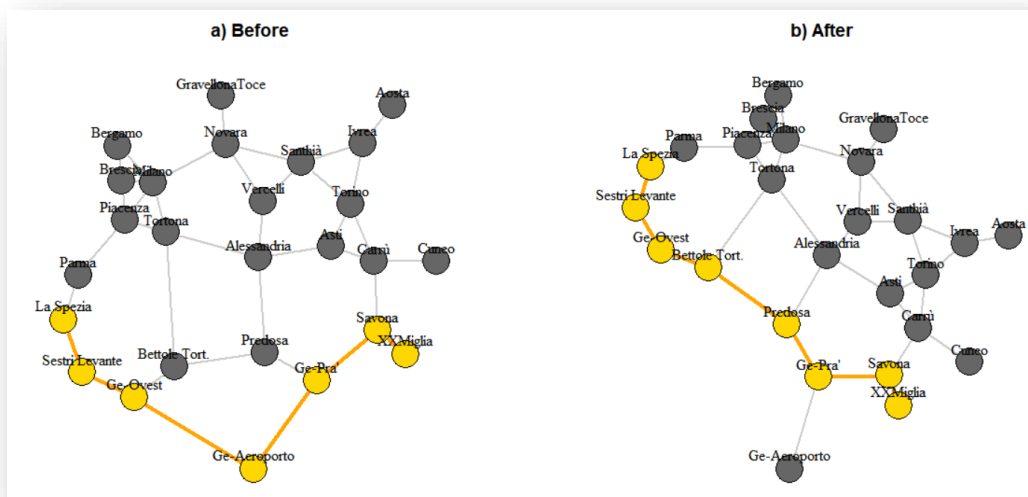 a) Before
GravellonaToce
Aosta
Bergamo
Novara
Ivrea
Santhià
Brescia
Milano
Vercelli
Torino
Piacenza
Tortona
Alessandria
Asti
Carrù
Cuneo
Parma
La Spezia
Savona
XXMiglia
Sestri Levante
Bettole Tort.
Predosa
Ge-Pra'
Ge-Ovest
Ge-Aeroporto
b) After
Bergamo
Brescia
GravellonaToce
Parma
Piacenza
Milano
La Spezia
Novara
Tortona
Sestri Levante
Vercelli
Santhià
Aosta
Ge-Ovest
Bettole Tort.
Alessandria
Ivrea
Torino
Asti
Predosa
Carrù
Cuneo
Ge-Pra'
Savona
XXMiglia
Ge-Aeroporto